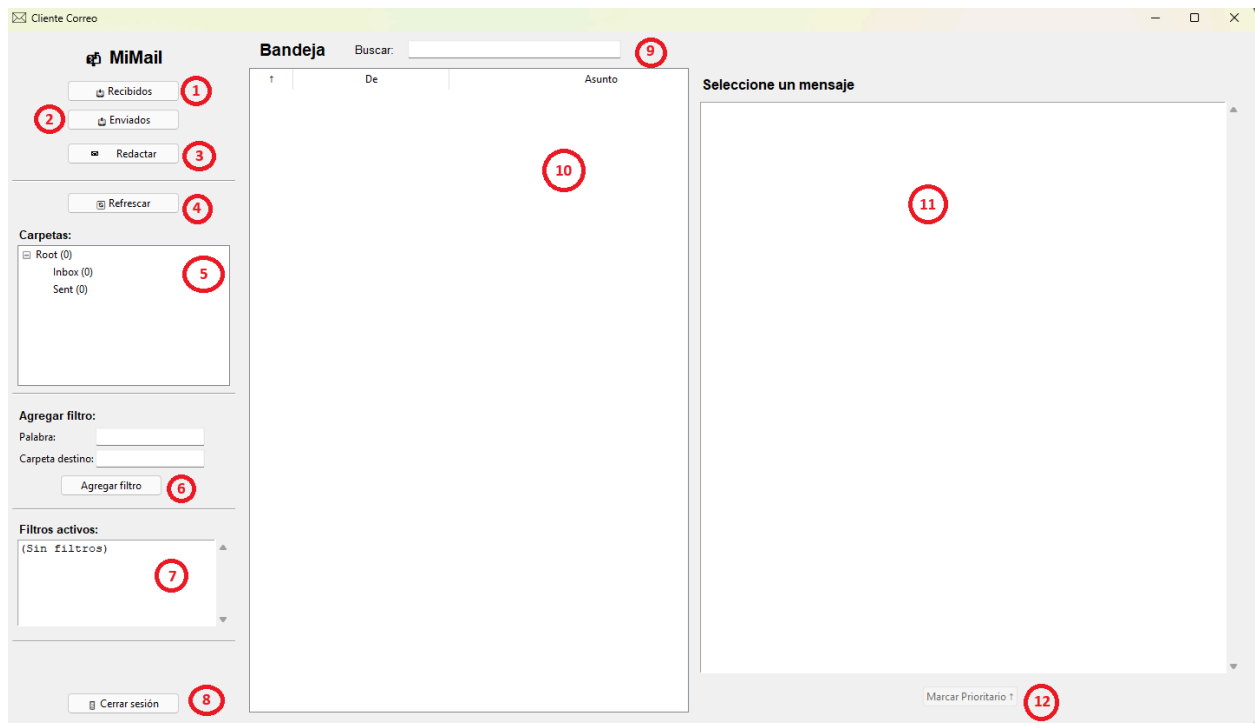 Cliente Correo
MiMail
Recibidos
1
2
Enviados
Redactar
3
Refrescar
4
Carpetas:
Root (0)
Inbox (0)
Sent (0)
5
Agregar filtro:
Palabra:
Carpeta destino:
Agregar filtro
6
Filtros activos:
(Sin filtros)
7
Cerrar sesión
8
Bandeja Buscar:
9
↑ De Asunto
10
Seleccione un mensaje
11
Marcar Prioritario ↑
12